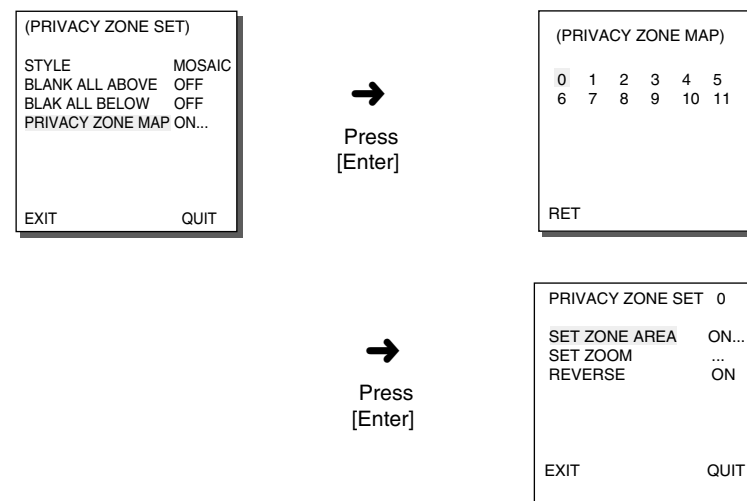 (PRIVACY ZONE SET)
STYLE MOSAIC
BLANK ALL ABOVE OFF
BLAK ALL BELOW OFF
PRIVACY ZONE MAP ON...
EXIT QUIT
➔
Press
[Enter]
(PRIVACY ZONE MAP)
0 1 2 3 4 5
6 7 8 9 10 11
RET
➔
Press
[Enter]
PRIVACY ZONE SET 0
SET ZONE AREA ON...
SET ZOOM ...
REVERSE ON
EXIT QUIT